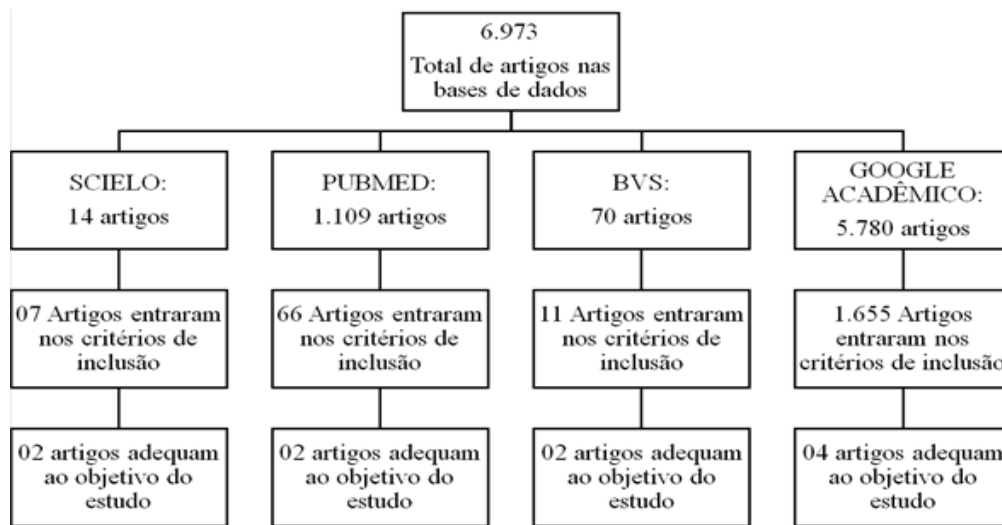 6.973
Total de artigos nas
bases de dados
SCIELO:
14 artigos
PUBMED:
1.109 artigos
BVS:
70 artigos
GOOGLE
ACADÊMICO:
5.780 artigos
07 Artigos entraram
nos critérios de
inclusão
66 Artigos entraram
nos critérios de
inclusão
11 Artigos entraram
nos critérios de
inclusão
1.655 Artigos
entraram nos
critérios de inclusão
02 artigos adequam
ao objetivo do
estudo
02 artigos adequam
ao objetivo do
estudo
02 artigos adequam
ao objetivo do
estudo
04 artigos adequam
ao objetivo do
estudo